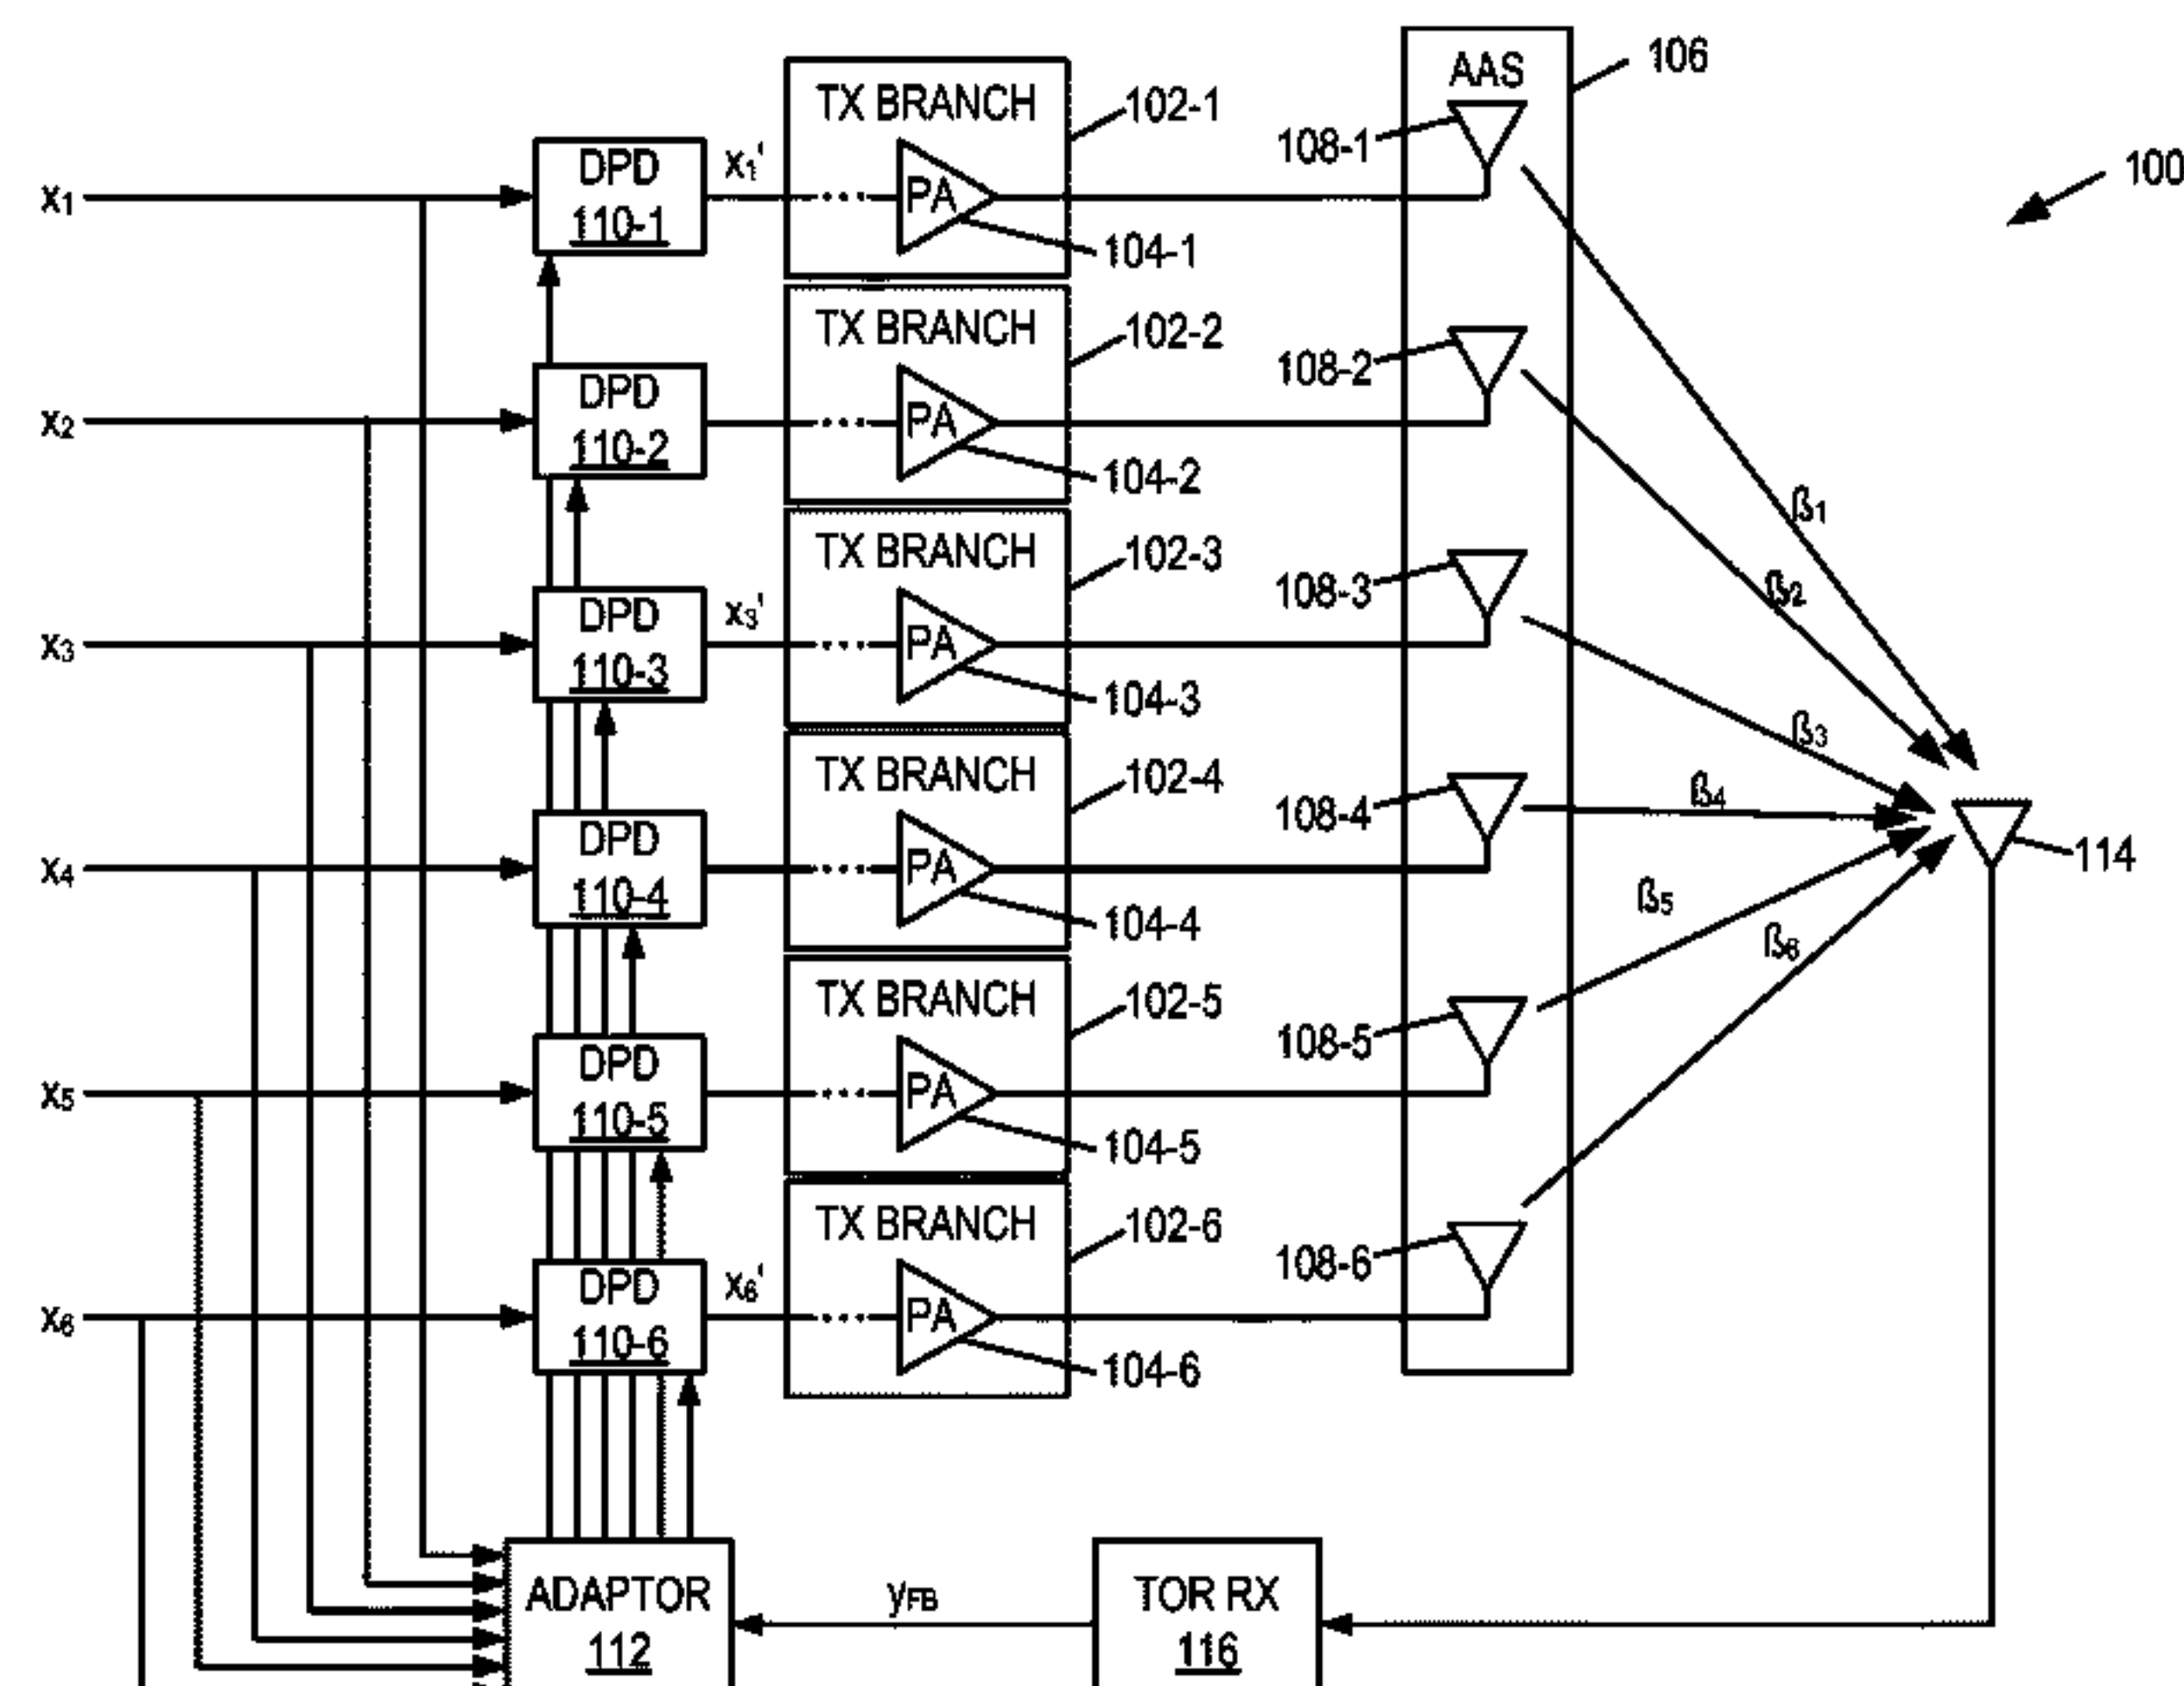 AAS
106
100
TX BRANCH
102-1
108-1
DPD
110-1
x1
x1'
PA
104-1
TX BRANCH
102-2
108-2
DPD
110-2
x2
PA
104-2
ß1
ß2
TX BRANCH
102-3
108-3
DPD
110-3
x3
x3'
PA
104-3
ß3
TX BRANCH
102-4
108-4
ß4
DPD
110-4
x4
PA
104-4
114
ß5
ß6
TX BRANCH
102-5
108-5
DPD
110-5
x5
PA
104-5
TX BRANCH
102-6
108-6
DPD
110-6
x6
x6'
PA
104-6
ADAPTOR
112
yFB
TOR RX
116